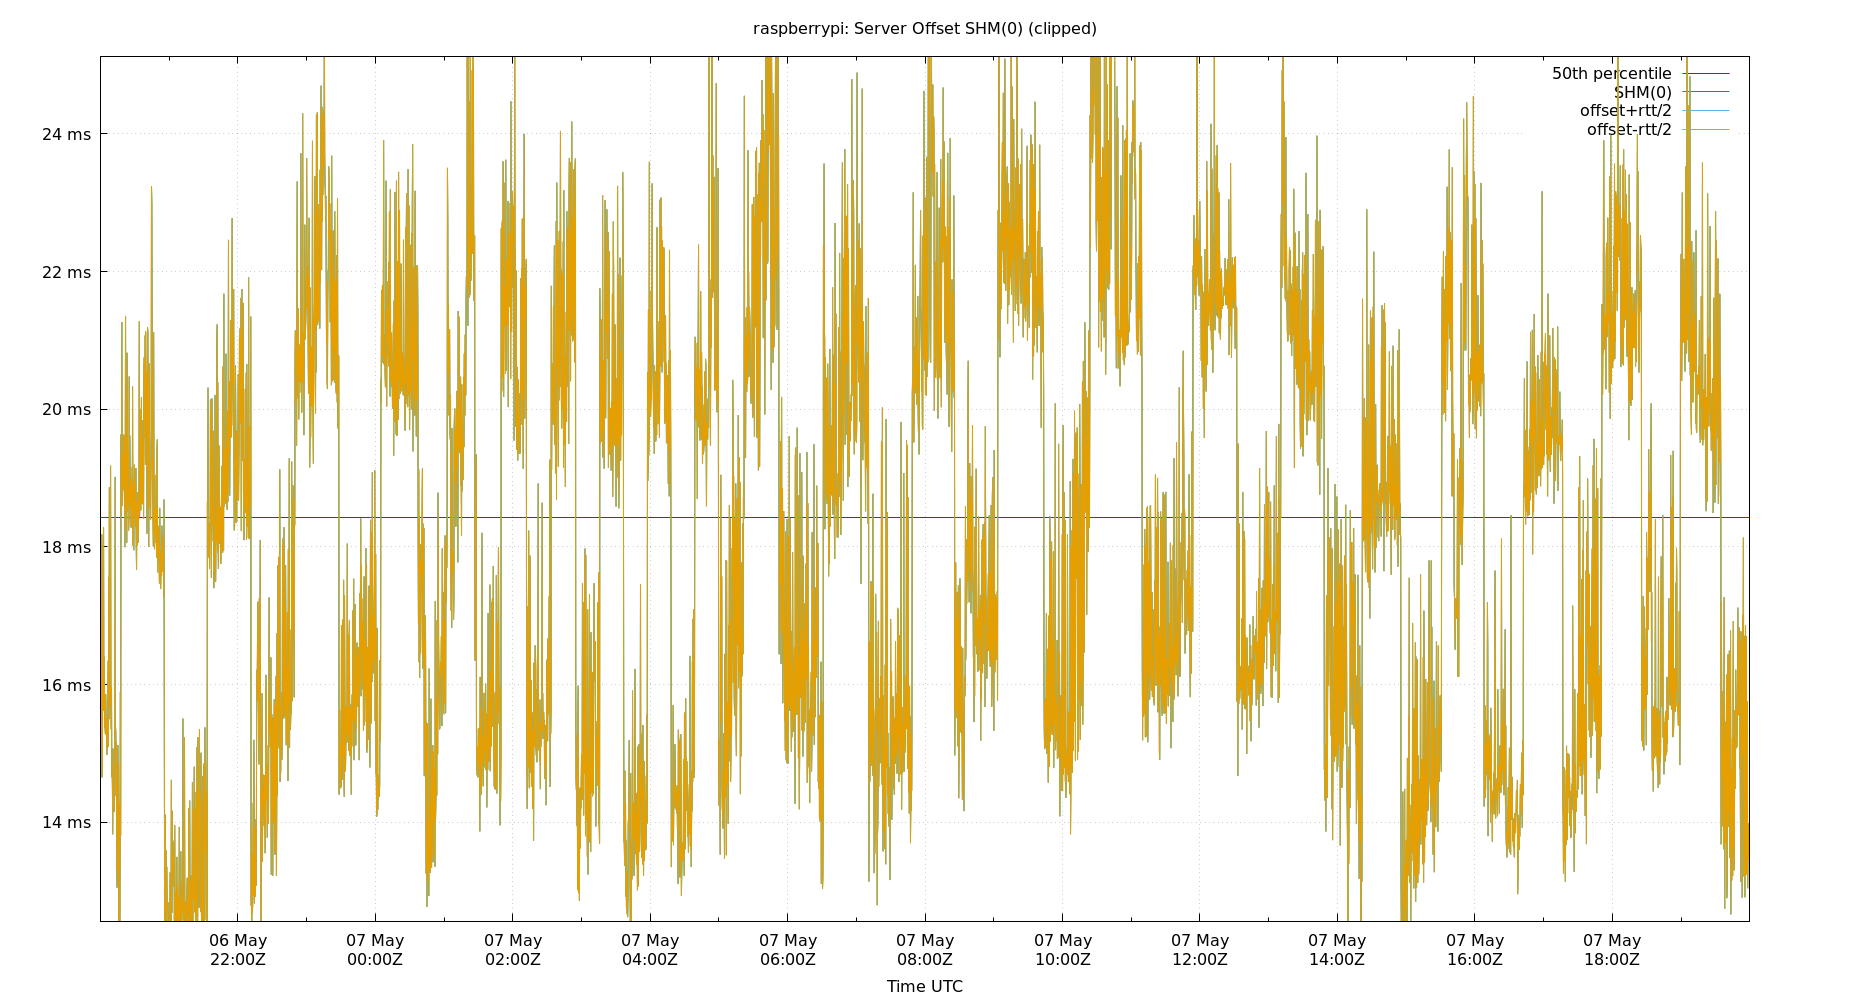 raspberrypi: Server Offset SHM(0) (clipped)
50th percentile
SHM(0)
offset+rtt/2
offset-rtt/2
24 ms
22 ms
20 ms
18 ms
16 ms
14 ms
06 May 07 May 07 May 07 May 07 May 07 May 07 May 07 May 07 May 07 May 07 May
22:00Z 00:00Z 02:00Z 04:00Z 06:00Z 08:00Z 10:00Z 12:00Z 14:00Z 16:00Z 18:00Z
Time UTC